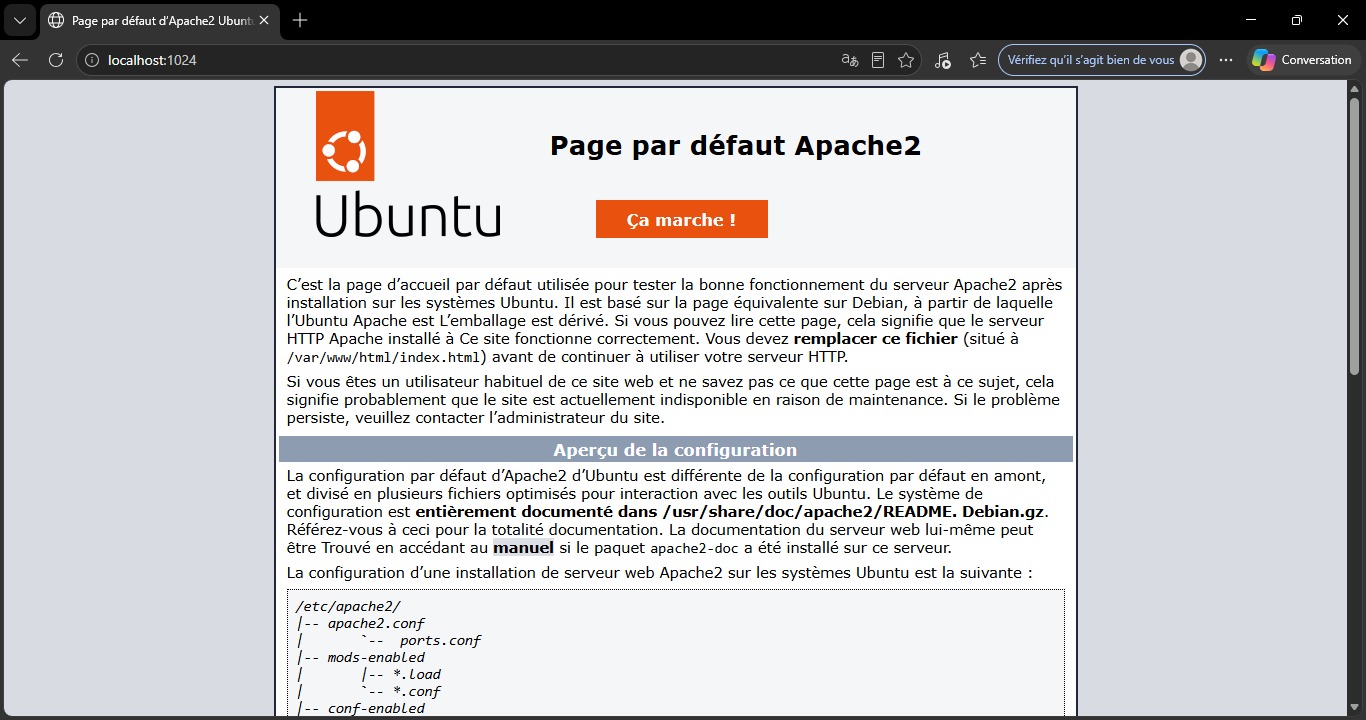 Page par défaut d'Apache2 Ubunt
localhost:1024
Vérifiez qu'il s'agit bien de vous
Conversation
Page par défaut Apache2
Ubuntu
Ça marche !
C'est la page d'accueil par défaut utilisée pour tester la bonne fonctionnement du serveur Apache2 après
installation sur les systèmes Ubuntu. Il est basé sur la page équivalente sur Debian, à partir de laquelle
l'Ubuntu Apache est L'emballage est dérivé. Si vous pouvez lire cette page, cela signifie que le serveur
HTTP Apache installé à Ce site fonctionne correctement. Vous devez remplacer ce fichier (situé à
/var/www/html/index.html) avant de continuer à utiliser votre serveur HTTP.
Si vous êtes un utilisateur habituel de ce site web et ne savez pas ce que cette page est à ce sujet, cela
signifie probablement que le site est actuellement indisponible en raison de maintenance. Si le problème
persiste, veuillez contacter l'administrateur du site.
Aperçu de la configuration
La configuration par défaut d'Apache2 d'Ubuntu est différente de la configuration par défaut en amont,
et divisé en plusieurs fichiers optimisés pour interaction avec les outils Ubuntu. Le système de
configuration est entièrement documenté dans /usr/share/doc/apache2/README. Debian.gz.
Référez-vous à ceci pour la totalité documentation. La documentation du serveur web lui-même peut
être Trouvé en accédant au manuel si le paquet apache2-doc a été installé sur ce serveur.
La configuration d'une installation de serveur web Apache2 sur les systèmes Ubuntu est la suivante :
/etc/apache2/
|-- apache2.conf
|       `--  ports.conf
|-- mods-enabled
|       |-- *.load
|       `-- *.conf
|-- conf-enabled